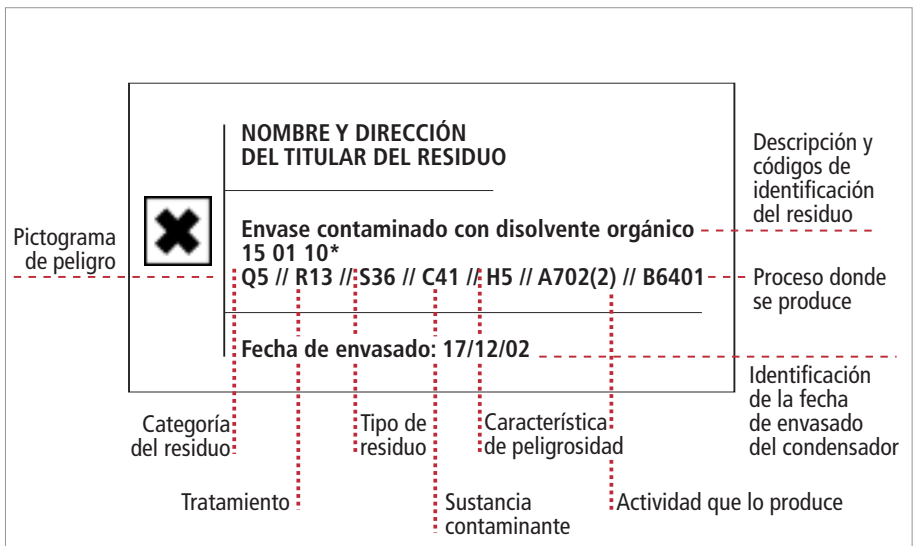 NOMBRE Y DIRECCIÓN
DEL TITULAR DEL RESIDUO
Envase contaminado con disolvente orgánico
15 01 10*
Q5 // R13 // S36 // C41 // H5 // A702(2) // B6401
Fecha de envasado: 17/12/02
Pictograma
de peligro
Descripción y
códigos de
identificación
del residuo
Proceso donde
se produce
Identificación
de la fecha
de envasado
del condensador
Categoría
del residuo
Tipo de
residuo
Característica
de peligrosidad
Tratamiento
Sustancia
contaminante
Actividad que lo produce